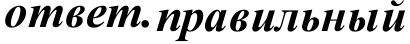 ответ. правильный